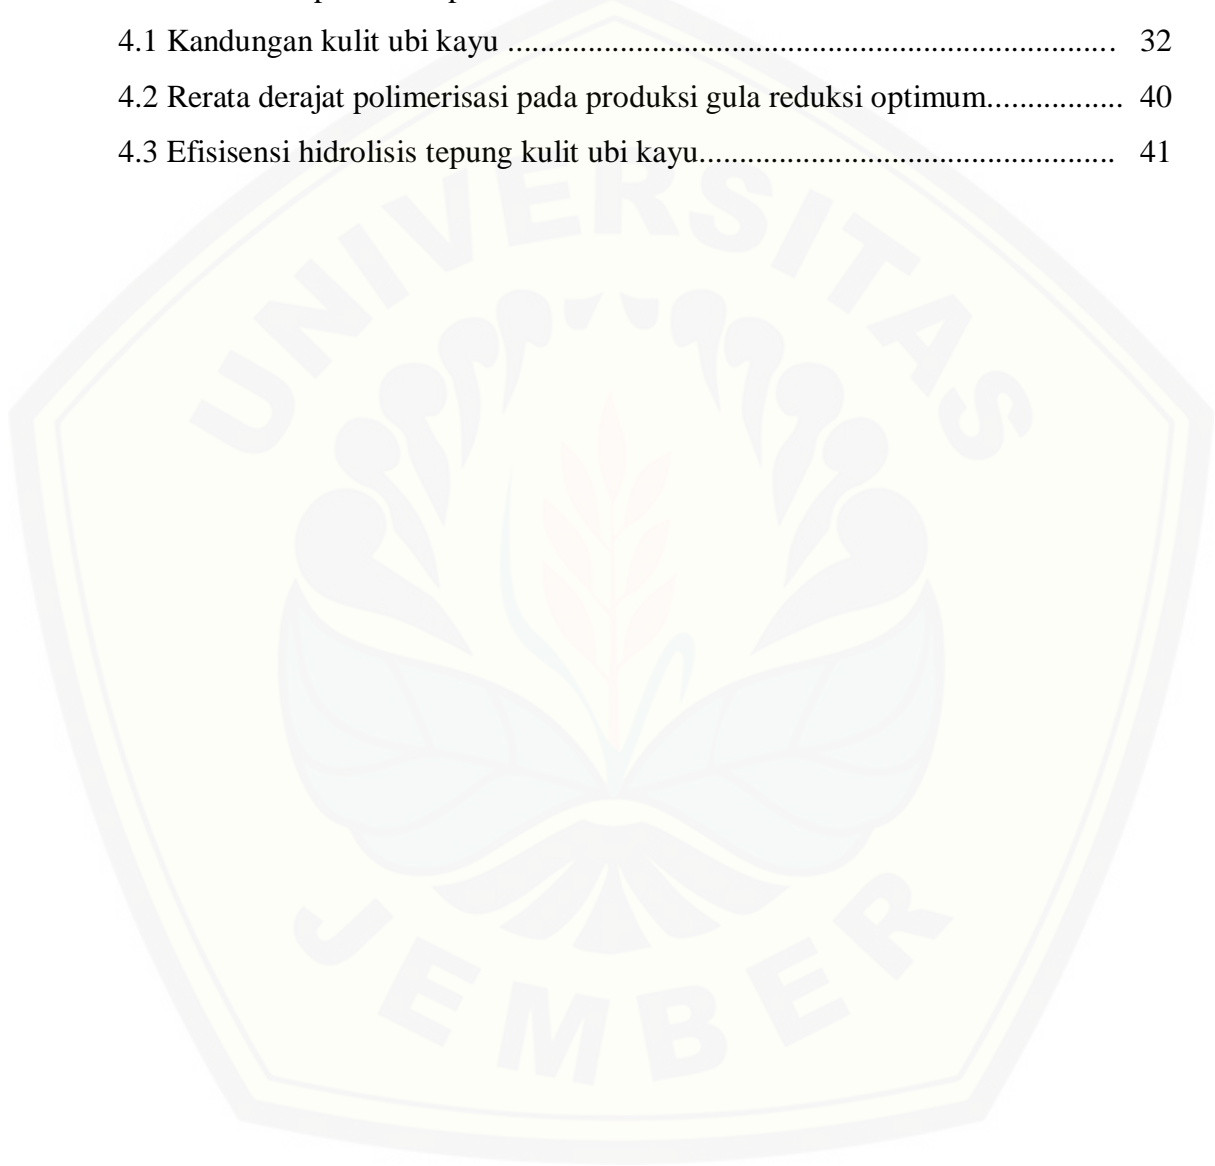 4.1 Kandungan kulit ubi kayu ........................................................................... 32
4.2 Rerata derajat polimerisasi pada produksi gula reduksi optimum................. 40
4.3 Efisisensi hidrolisis tepung kulit ubi kayu................................................... 41
UNIVERSITAS
JEMBER